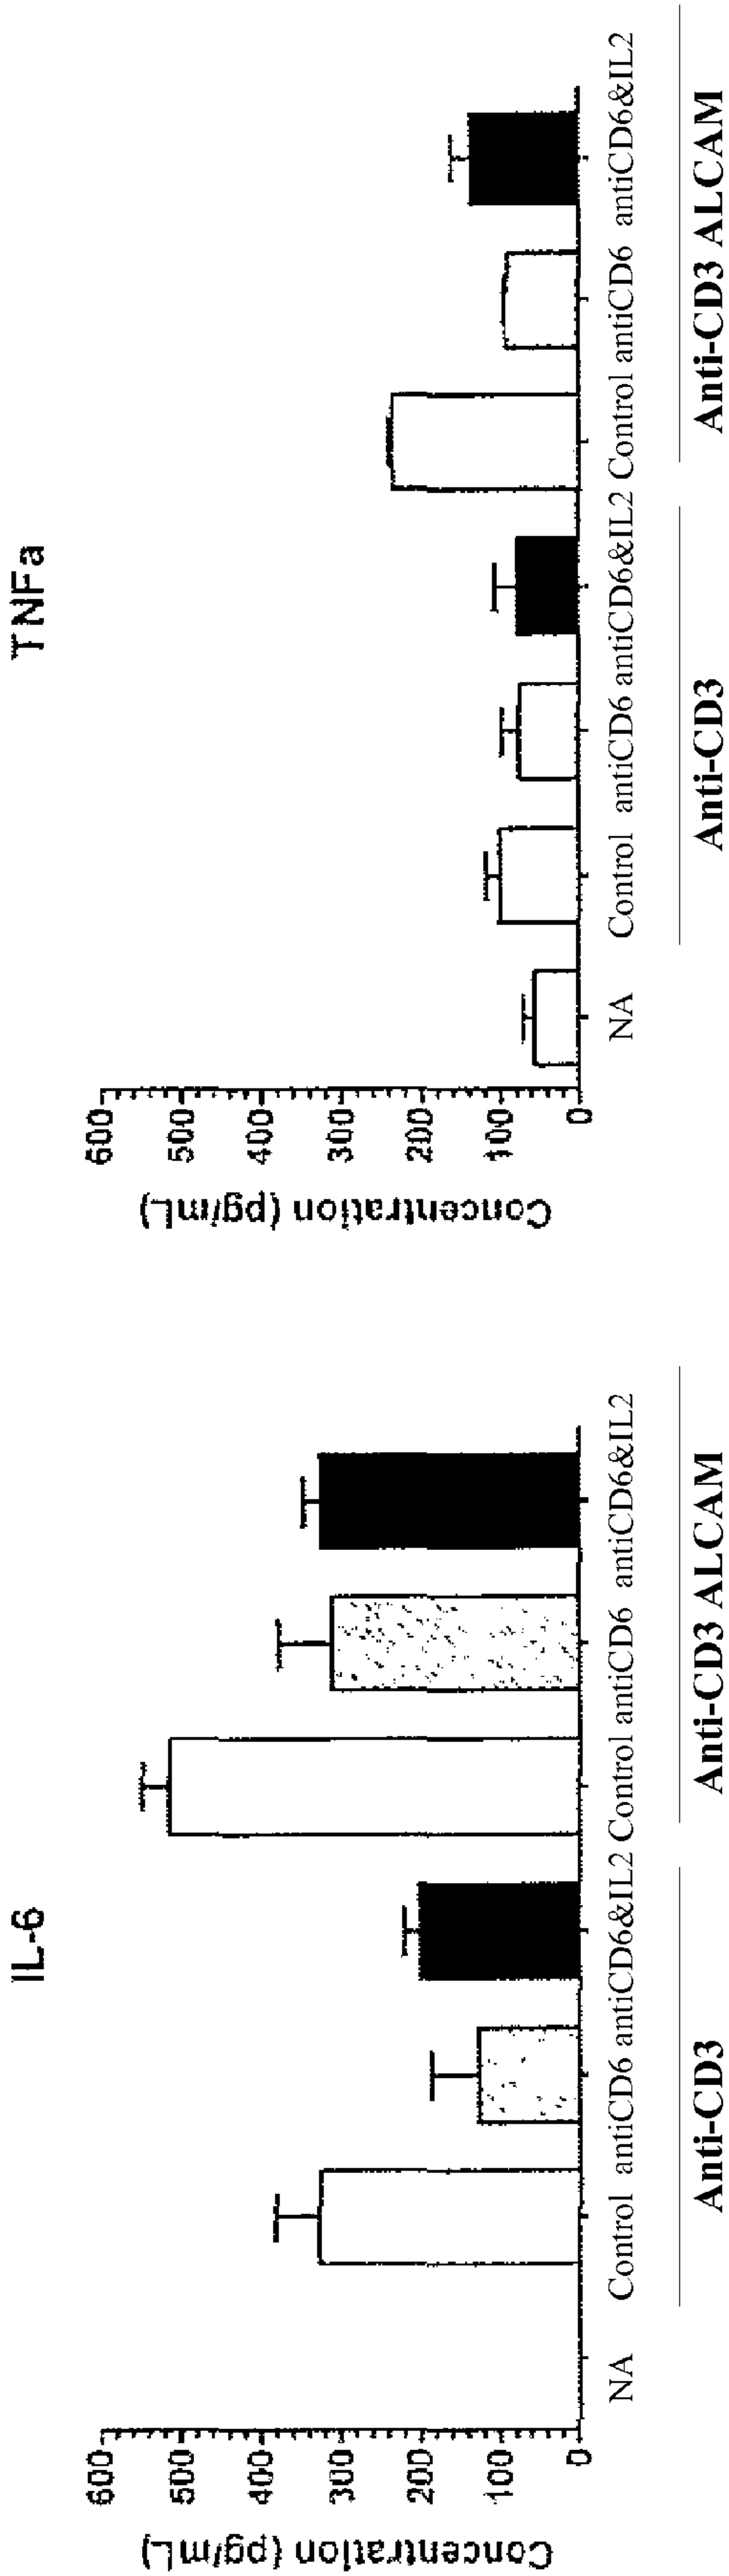 IL-6
Concentration (pg/mL)
600
500
400
300
200
100
0
NA
Control antiCD6 antiCD6&IL2 Control antiCD6 antiCD6&IL2
Anti-CD3
Anti-CD3 ALCAM
TNFa
Concentration (pg/mL)
600
500
400
300
200
100
0
NA
Control antiCD6 antiCD6&IL2 Control antiCD6 antiCD6&IL2
Anti-CD3
Anti-CD3 ALCAM